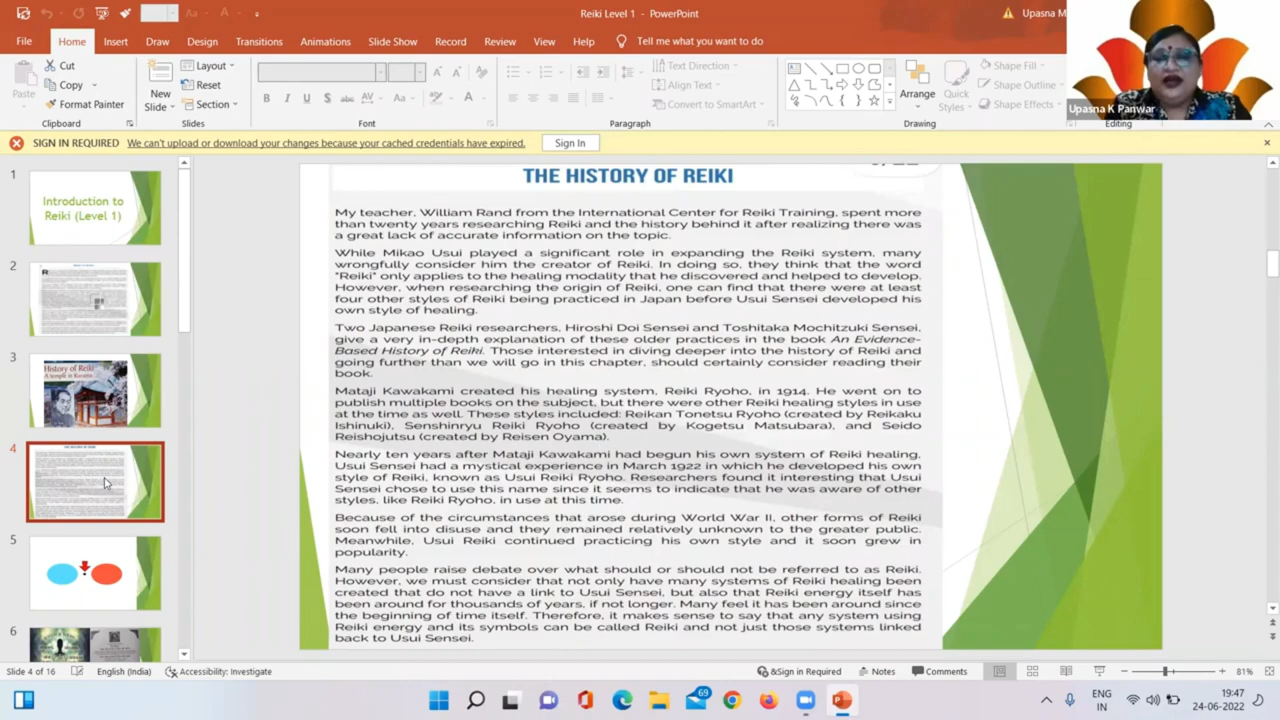 Reiki Level 1 - PowerPoint
Upasna M
File Home Insert Draw Design Transitions Animations Slide Show Record Review View Help Tell me what you want to do
Paste
Cut
Copy
Format Painter
Clipboard
New Slide
Layout
Reset
Section
Slides
Font
Text Direction
Align Text
Convert to SmartArt
Paragraph
Arrange
Quick Styles
Shape Fill
Shape Outline
Shape Effects
Drawing
Editing
Upasna K Panwar
SIGN IN REQUIRED We can't upload or download your changes because your cached credentials have expired. Sign In
1
Introduction to
Reiki (Level 1)
2
3
History of Reiki
A temple in Kurama
4
5
6
THE HISTORY OF REIKI
My teacher, William Rand from the International Center for Reiki Training, spent more
than twenty years researching Reiki and the history behind it after realizing there was
a great lack of accurate information on the topic.
While Mikao Usui played a significant role in expanding the Reiki system, many
wrongfully consider him the creator of Reiki. In doing so, they think that the word
"Reiki" only applies to the healing modality that he discovered and helped to develop.
However, when researching the origin of Reiki, one can find that there were at least
four other styles of Reiki being practiced in Japan before Usui Sensei developed his
own style of healing.
Two Japanese Reiki researchers, Hiroshi Doi Sensei and Toshitaka Mochitzuki Sensei,
give a very in-depth explanation of these older practices in the book An Evidence-
Based History of Reiki. Those interested in diving deeper into the history of Reiki and
going further than we will go in this chapter, should certainly consider reading their
book.
Mataji Kawakami created his healing system, Reiki Ryoho, in 1914. He went on to
publish multiple books on the subject, but there were other Reiki healing styles in use
at the time as well. These styles included: Reikan Tonetsu Ryoho (created by Reikaku
Ishinuki), Senshinryu Reiki Ryoho (created by Kogetsu Matsubara), and Seido
Reishojutsu (created by Reisen Oyama).
Nearly ten years after Mataji Kawakami had begun his own system of Reiki healing,
Usui Sensei had a mystical experience in March 1922 in which he developed his own
style of Reiki, known as Usui Reiki Ryoho. Researchers found it interesting that Usui
Sensei chose to use this name since it seems to indicate that he was aware of other
styles, like Reiki Ryoho, in use at this time.
Because of the circumstances that arose during World War II, other forms of Reiki
soon fell into disuse and they remained relatively unknown to the greater public.
Meanwhile, Usui Reiki continued practicing his own style and it soon grew in
popularity.
Many people raise debate over what should or should not be referred to as Reiki.
However, we must consider that not only have many systems of Reiki healing been
created that do not have a link to Usui Sensei, but also that Reiki energy itself has
been around for thousands of years, if not longer. Many feel it has been around since
the beginning of time itself. Therefore, it makes sense to say that any system using
Reiki energy and its symbols can be called Reiki and not just those systems linked
back to Usui Sensei.
Slide 4 of 16 English (India) Accessibility: Investigate Sign in Required Notes Comments 81%
69
ENG
IN
19:47
24-06-2022